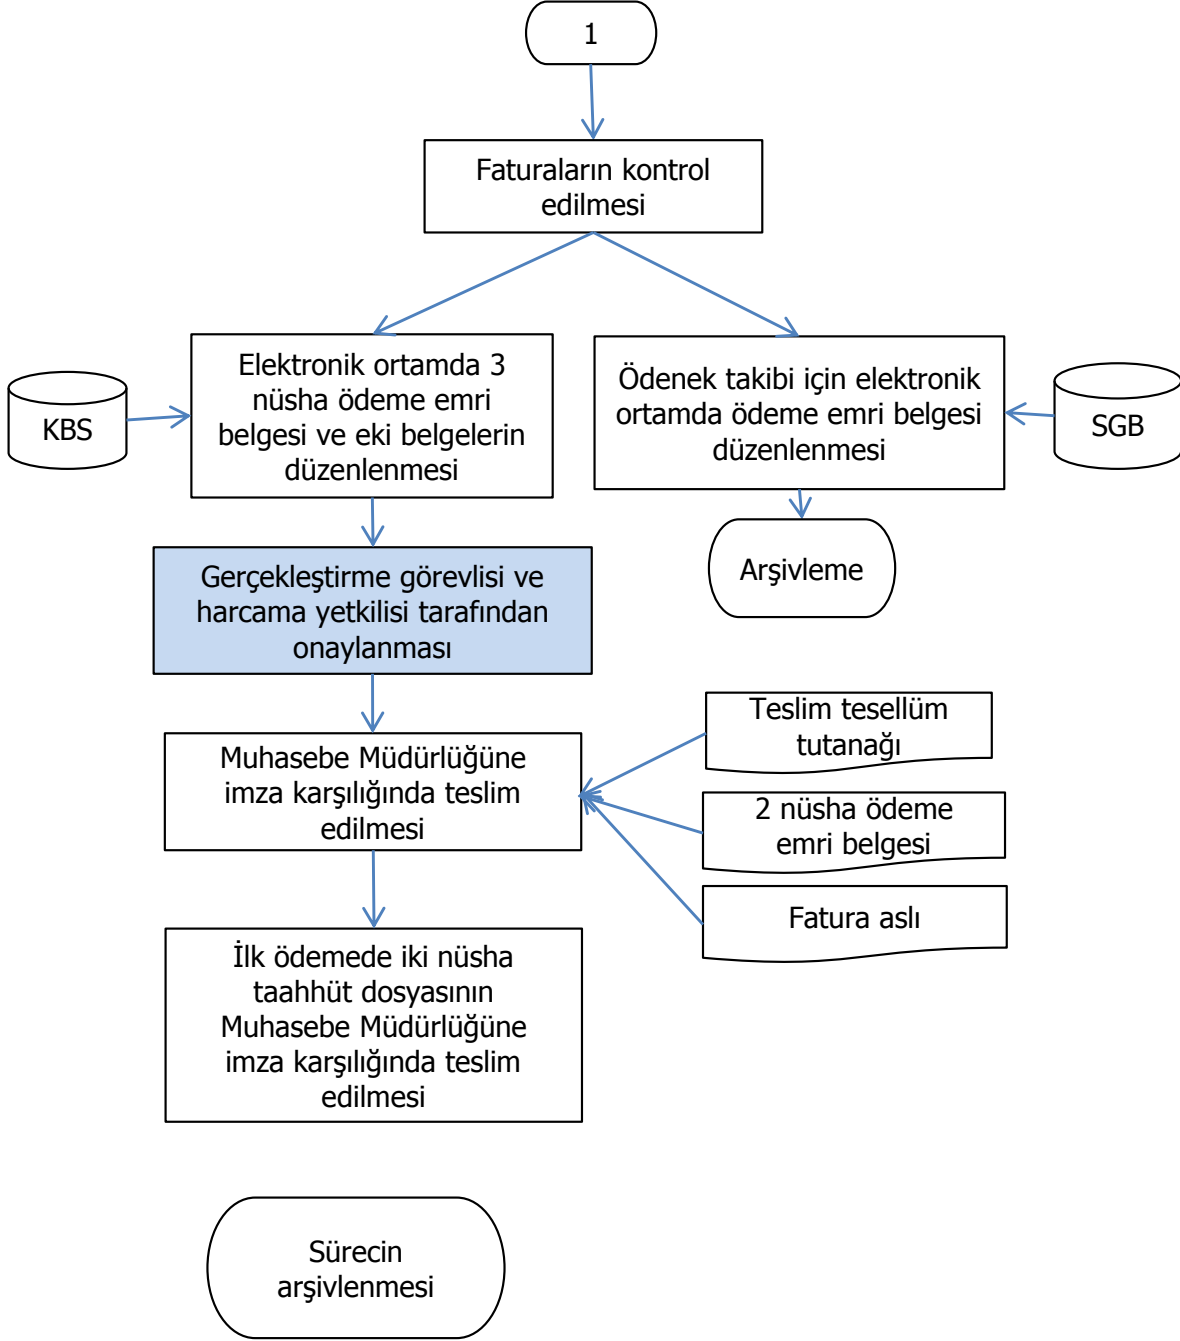 1
Faturaların kontrol
edilmesi
KBS
Elektronik ortamda 3
nüsha ödeme emri
belgesi ve eki belgelerin
düzenlenmesi
Ödenek takibi için elektronik
ortamda ödeme emri belgesi
düzenlenmesi
SGB
Arşivleme
Gerçekleştirme görevlisi ve
harcama yetkilisi tarafından
onaylanması
Muhasebe Müdürlüğüne
imza karşılığında teslim
edilmesi
Teslim tesellüm
tutanağı
2 nüsha ödeme
emri belgesi
Fatura aslı
İlk ödemede iki nüsha
taahhüt dosyasının
Muhasebe Müdürlüğüne
imza karşılığında teslim
edilmesi
Sürecin
arşivlenmesi